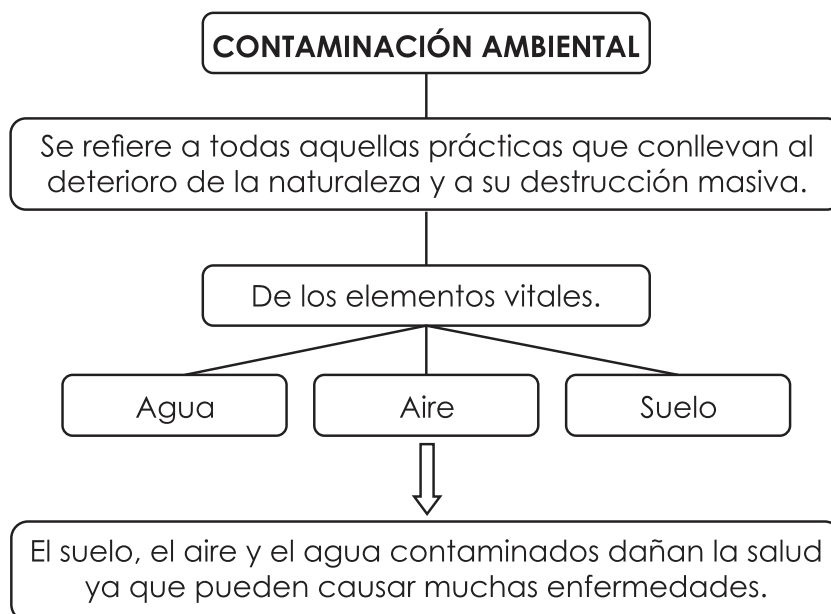 CONTAMINACIÓN AMBIENTAL
Se refiere a todas aquellas prácticas que conllevan al
deterioro de la naturaleza y a su destrucción masiva.
De los elementos vitales.
Agua
Aire
Suelo
El suelo, el aire y el agua contaminados dañan la salud
ya que pueden causar muchas enfermedades.